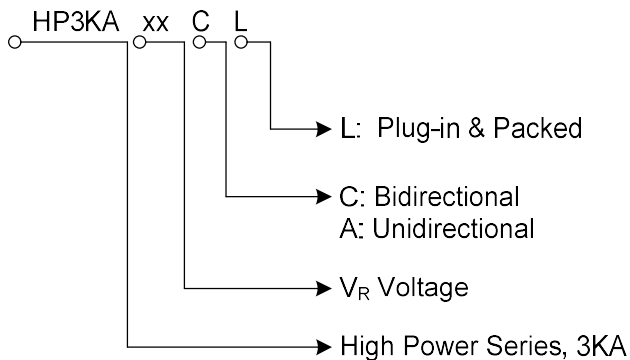 HP3KA xx C L
L: Plug-in & Packed
C: Bidirectional
A: Unidirectional
VR Voltage
High Power Series, 3KA